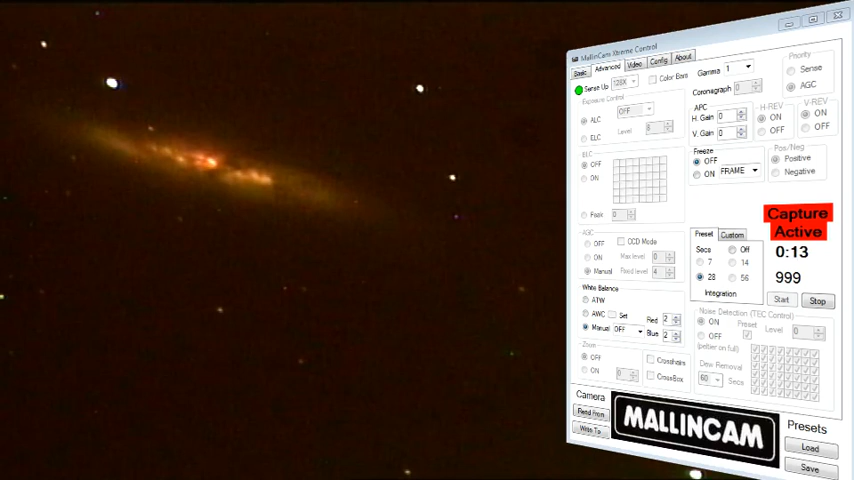 MallinCam Xtreme Control
Basic Advanced Video Config About
Sense Up 128X Color Bars Gamma 1
Coronagraph 0
Priority
Sense
AGC
Exposure Control
ALC OFF
ELC Level 8
APC
H. Gain 0
V. Gain 0
H-REV
ON
OFF
V-REV
ON
OFF
ELC
OFF
ON
Peak 0
Freeze
OFF
ON FRAME
Pos/Neg
Positive
Negative
AGC
OFF CCD Mode
ON Max level 0
Manual Fixed level 4
Preset Custom
Secs Off
7 14
28 56
Integration
Capture
Active
0:13
999
Start Stop
White Balance
ATW
AWC Set
Manual OFF
Red 2
Blue 2
Noise Detection (TEC Control)
ON Preset Level 0
OFF
(peltier on full)
Dew Removal
60 Secs
Zoom
Off
ON 0
Crosshairs
CrossBox
Camera
Read From
Write To
MALLINCAM
Presets
Load
Save